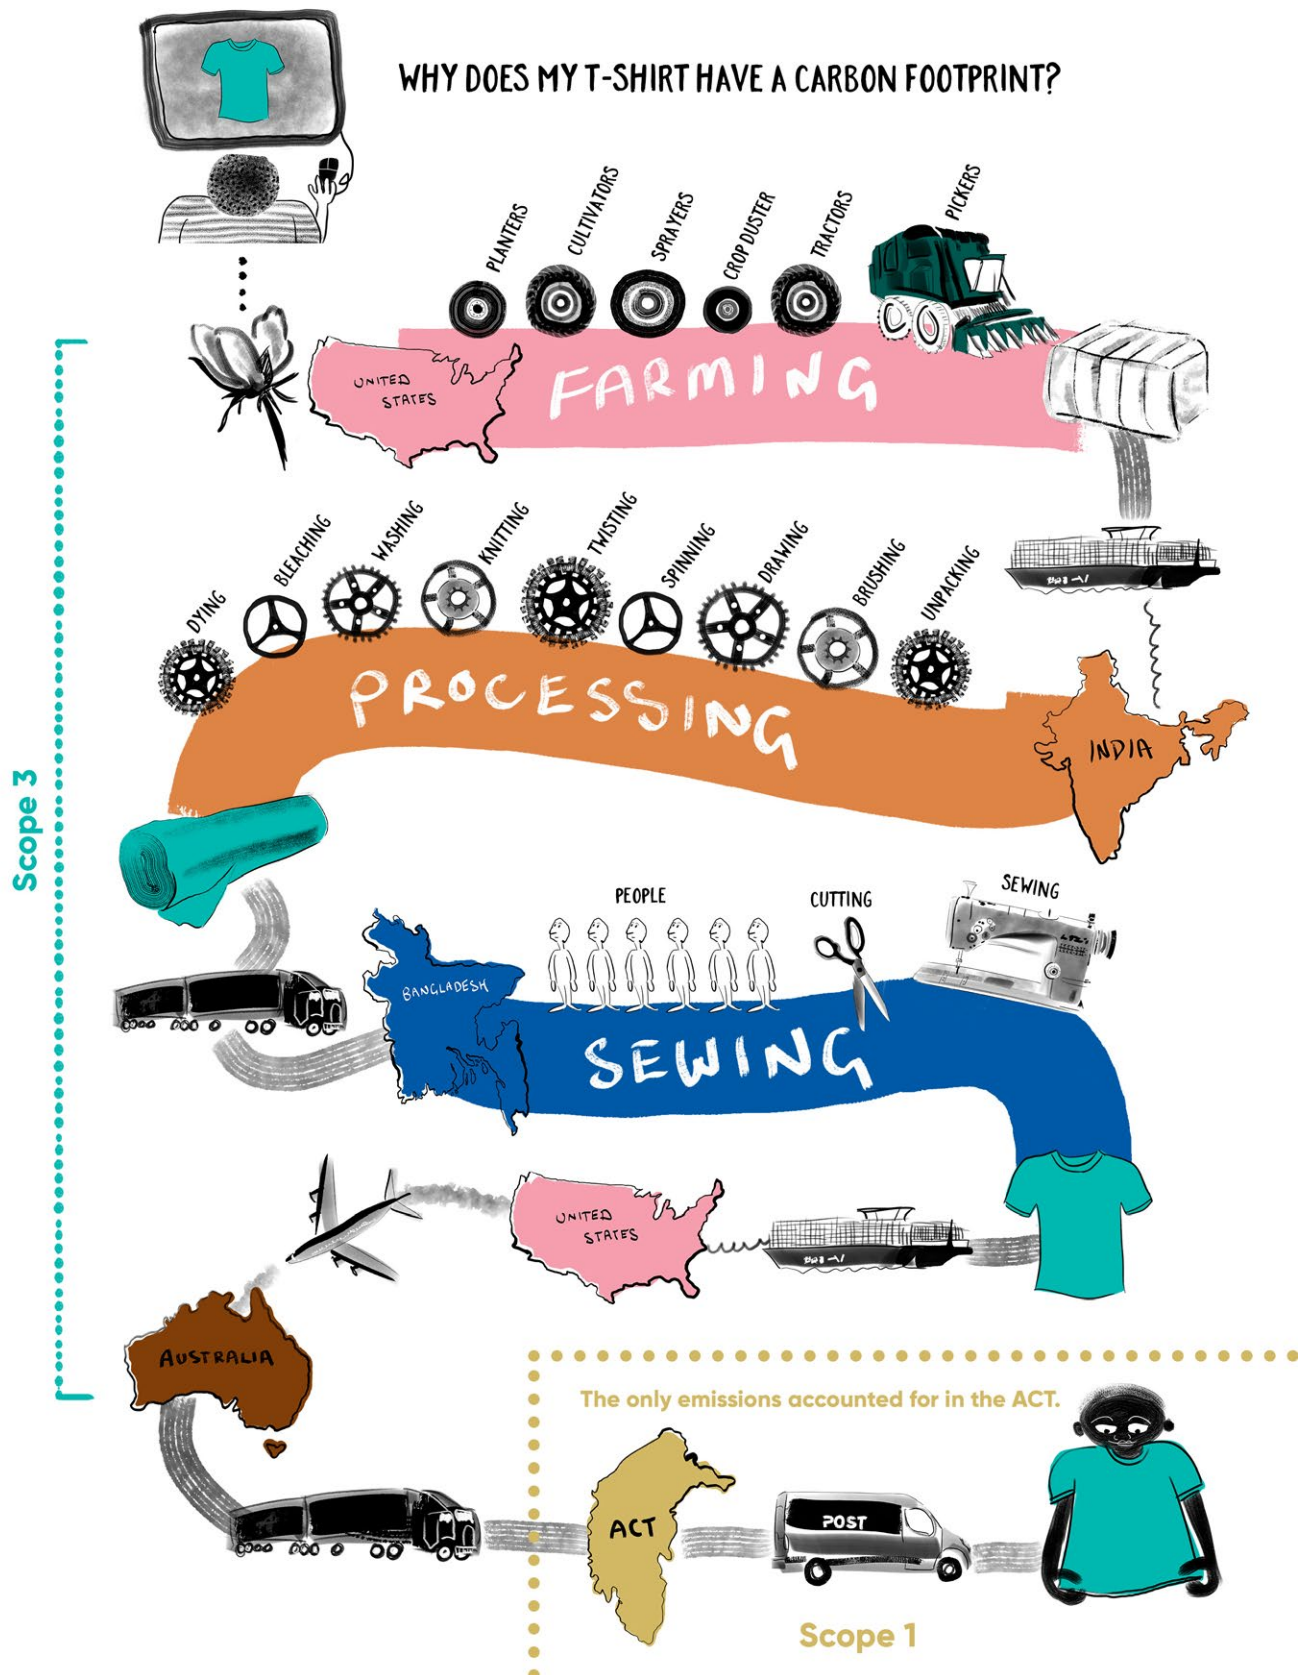 WHY DOES MY T-SHIRT HAVE A CARBON FOOTPRINT?
PLANTERS
CULTIVATORS
SPRAYERS
CROP DUSTER
TRACTORS
PICKERS
UNITED
STATES
FARMING
DYING
BLEACHING
WASHING
KNITTING
TWISTING
SPINNING
DRAWING
BRUSHING
UNPACKING
PROCESSING
INDIA
Scope 3
PEOPLE
CUTTING
SEWING
BANGLADESH
SEWING
UNITED
STATES
AUSTRALIA
The only emissions accounted for in the ACT.
ACT
POST
Scope 1